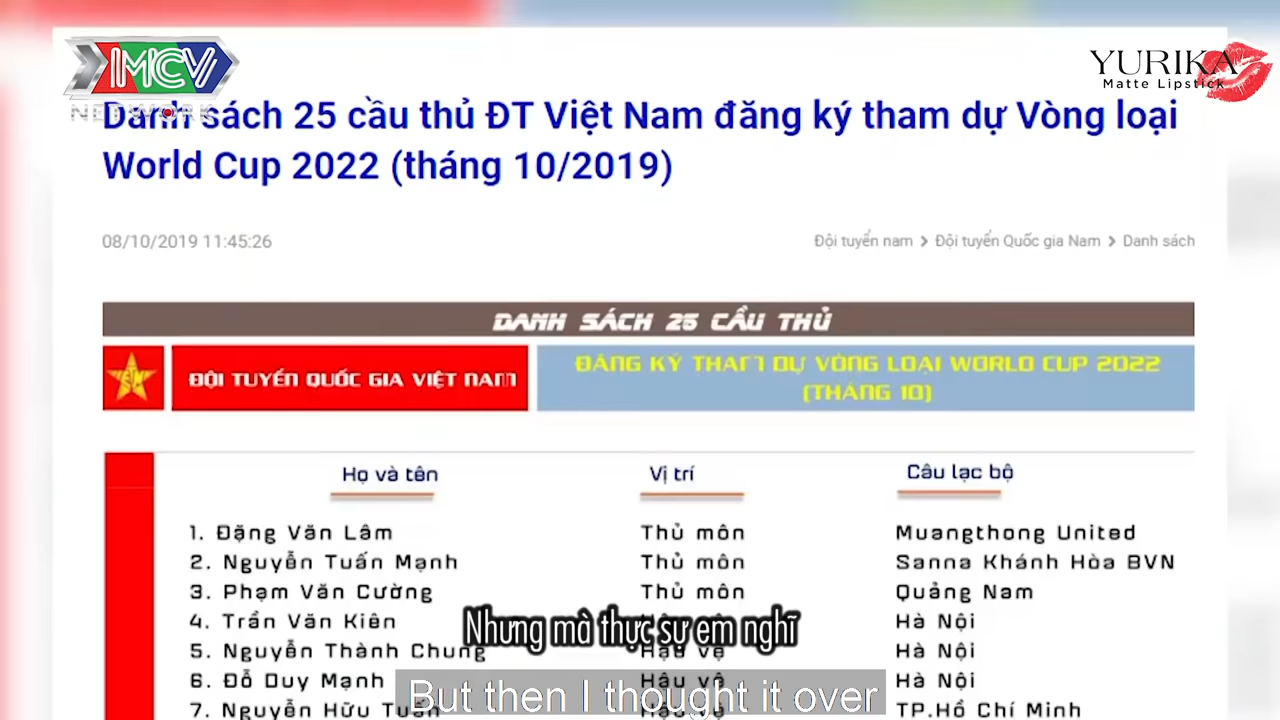 MCV
NETWORK
YURIKA
Matte Lipstick
Danh sách 25 cầu thủ ĐT Việt Nam đăng ký tham dự Vòng loại
World Cup 2022 (tháng 10/2019)
08/10/2019 11:45:26
Đội tuyển nam > Đội tuyển Quốc gia Nam > Danh sách
DANH SÁCH 25 CẦU THỦ
ĐỘI TUYỂN QUỐC GIA VIỆT NAM
ĐĂNG KÝ THAM DỰ VÒNG LOẠI WORLD CUP 2022
(THÁNG 10)
Họ và tên Vị trí Câu lạc bộ
1. Đặng Văn Lâm Thủ môn Muangthong United
2. Nguyễn Tuấn Mạnh Thủ môn Sanna Khánh Hòa BVN
3. Phạm Văn Cường Thủ môn Quảng Nam
4. Trần Văn Kiên Hậu vệ Hà Nội
Nhưng mà thực sự em nghĩ
5. Nguyễn Thành Chung Hậu vệ Hà Nội
6. Đỗ Duy Mạnh Hậu vệ Hà Nội
But then I thought it over
7. Nguyễn Hữu Tuấn TP.Hồ Chí Minh